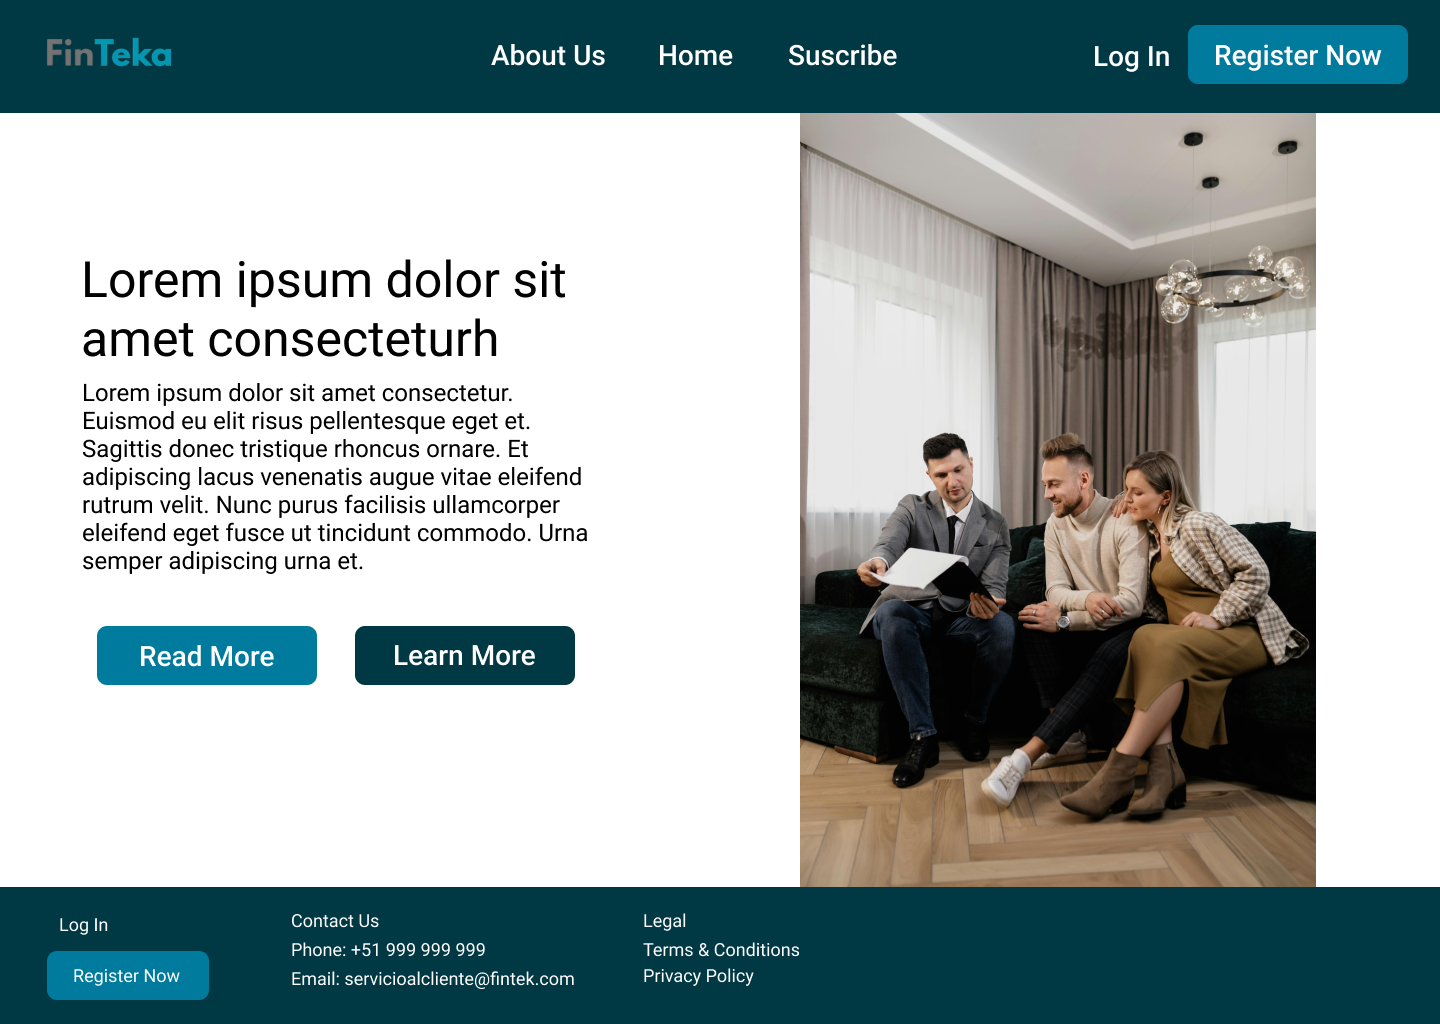 FinTeka
About Us
Home
Suscribe
Log In
Register Now
Lorem ipsum dolor sit
amet consecteturh
Lorem ipsum dolor sit amet consectetur.
Euismod eu elit risus pellentesque eget et.
Sagittis donec tristique rhoncus ornare. Et
adipiscing lacus venenatis augue vitae eleifend
rutrum velit. Nunc purus facilisis ullamcorper
eleifend eget fusce ut tincidunt commodo. Urna
semper adipiscing urna et.
Read More
Learn More
Log In
Register Now
Contact Us
Phone: +51 999 999 999
Email: servicioalcliente@fintek.com
Legal
Terms & Conditions
Privacy Policy